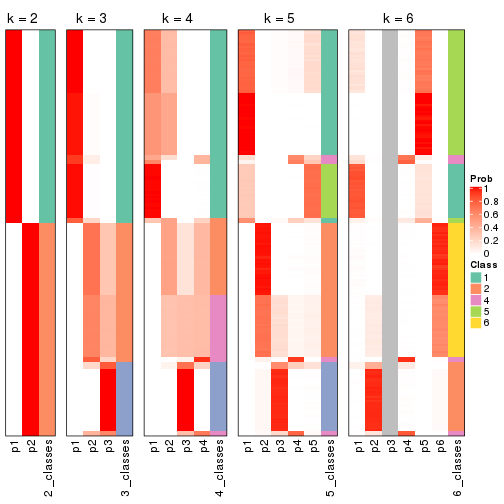 k = 2
k = 3
k = 4
k = 5
k = 6
p1
p2
2_classes
p1
p2
p3
3_classes
p1
p2
p3
p4
4_classes
p1
p2
p3
p4
p5
5_classes
p1
p2
p3
p4
p5
p6
6_classes
Prob
1
0.8
0.6
0.4
0.2
0
Class
1
2
4
5
6